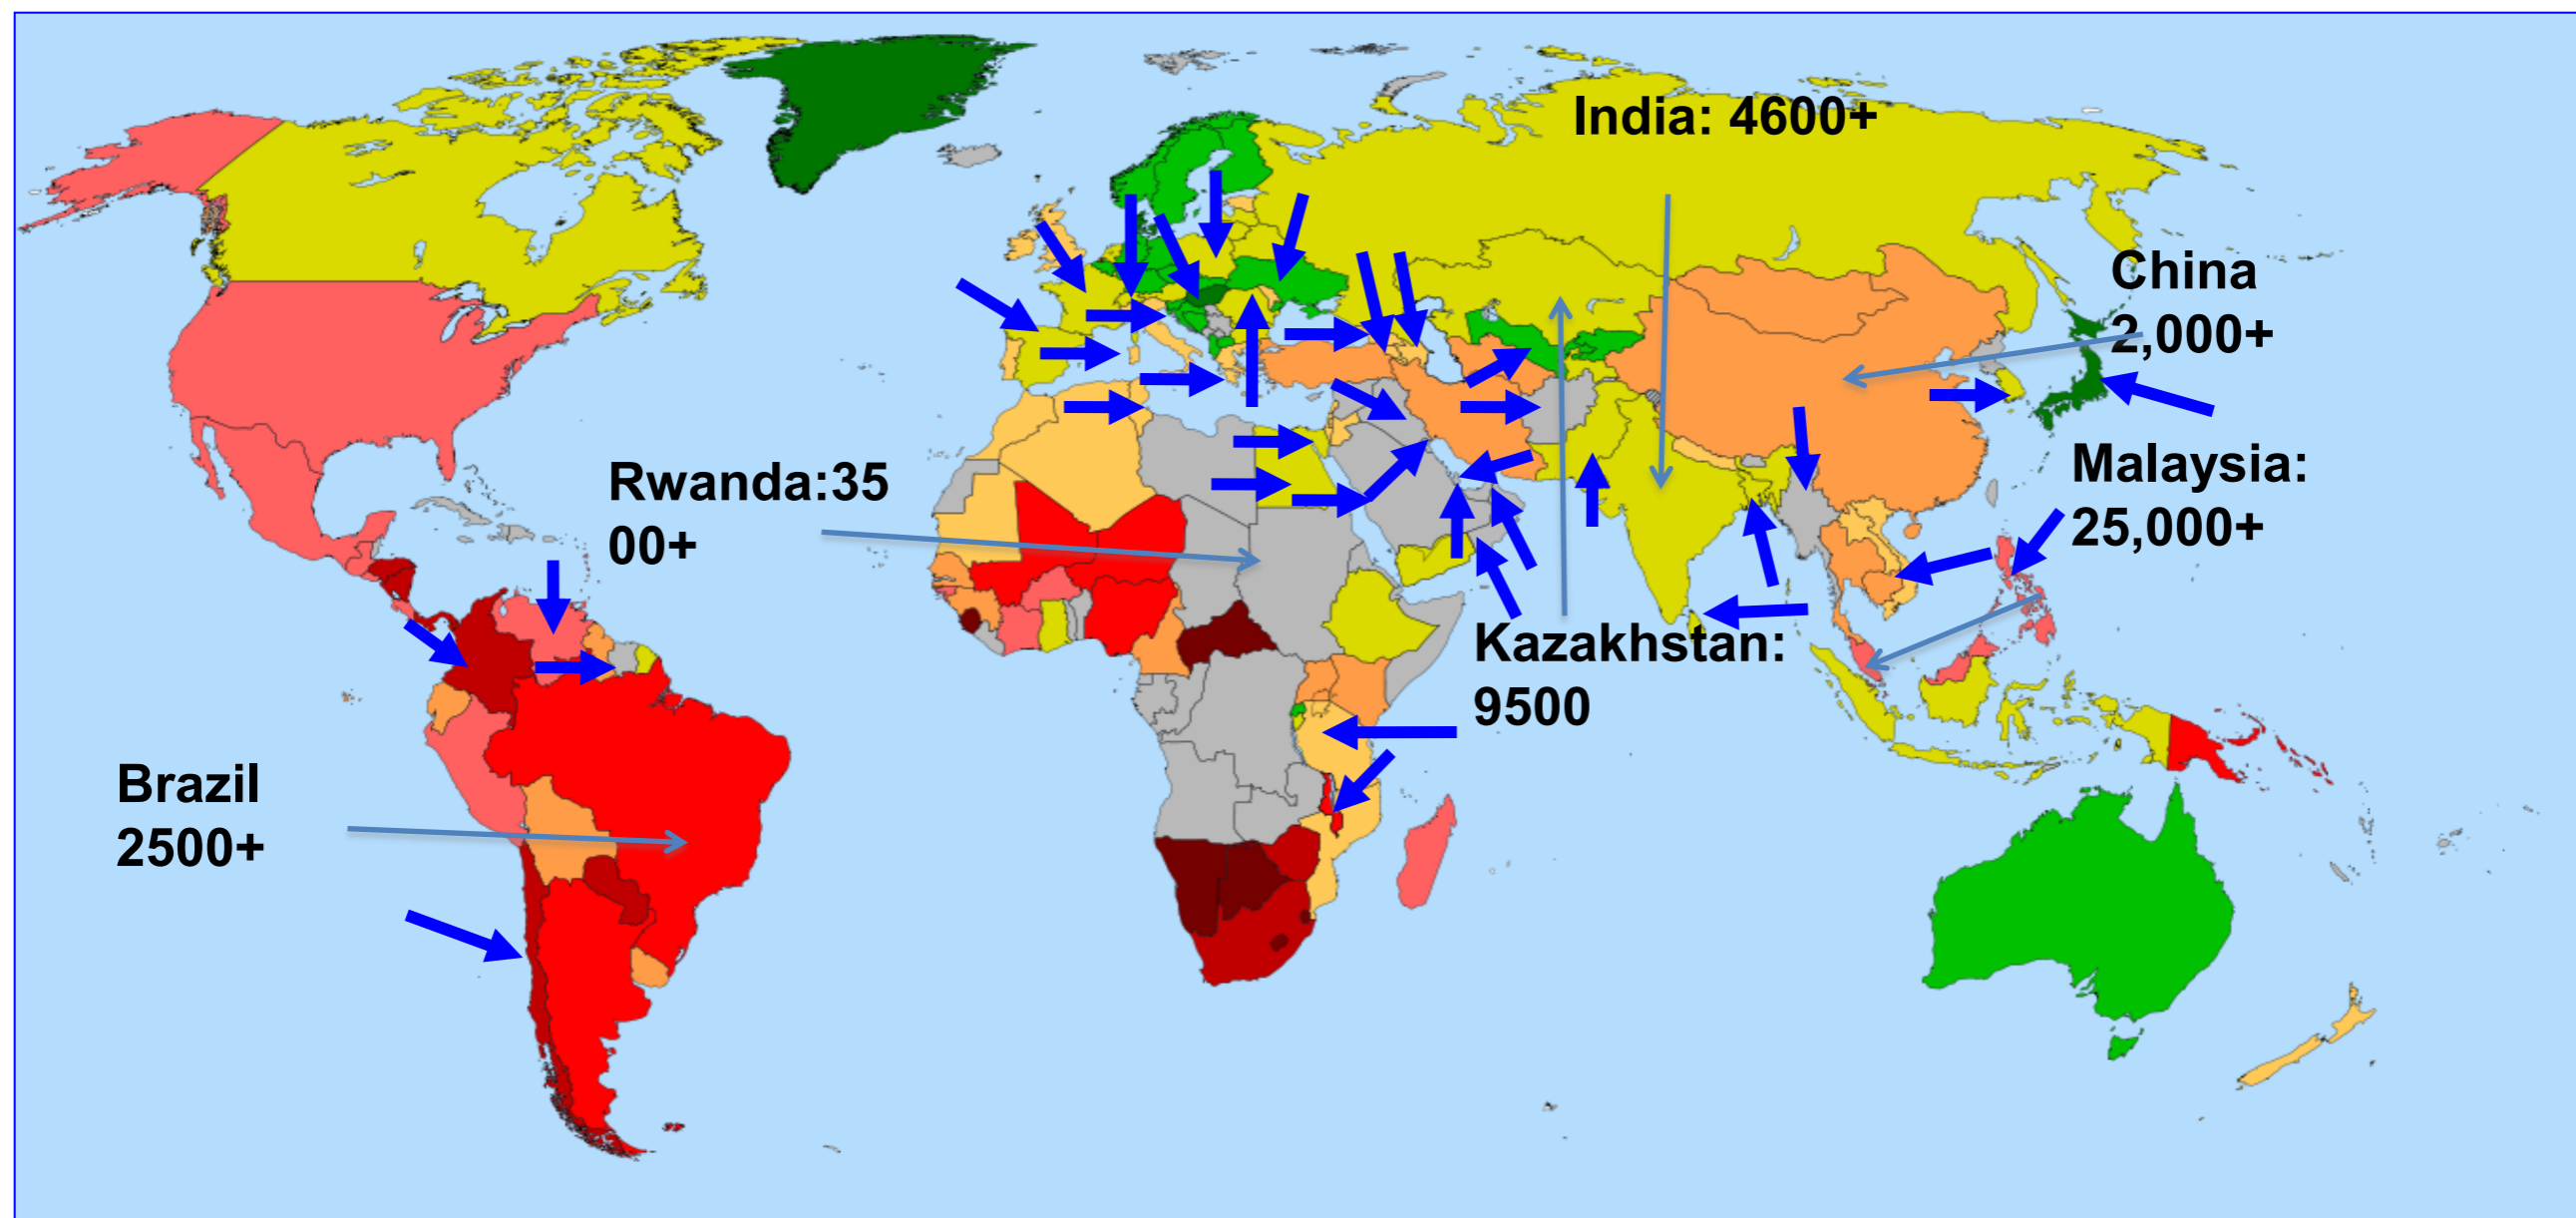 India: 4600+
China
2,000+
Malaysia:
25,000+
Rwanda:35
00+
Kazakhstan:
9500
Brazil
2500+